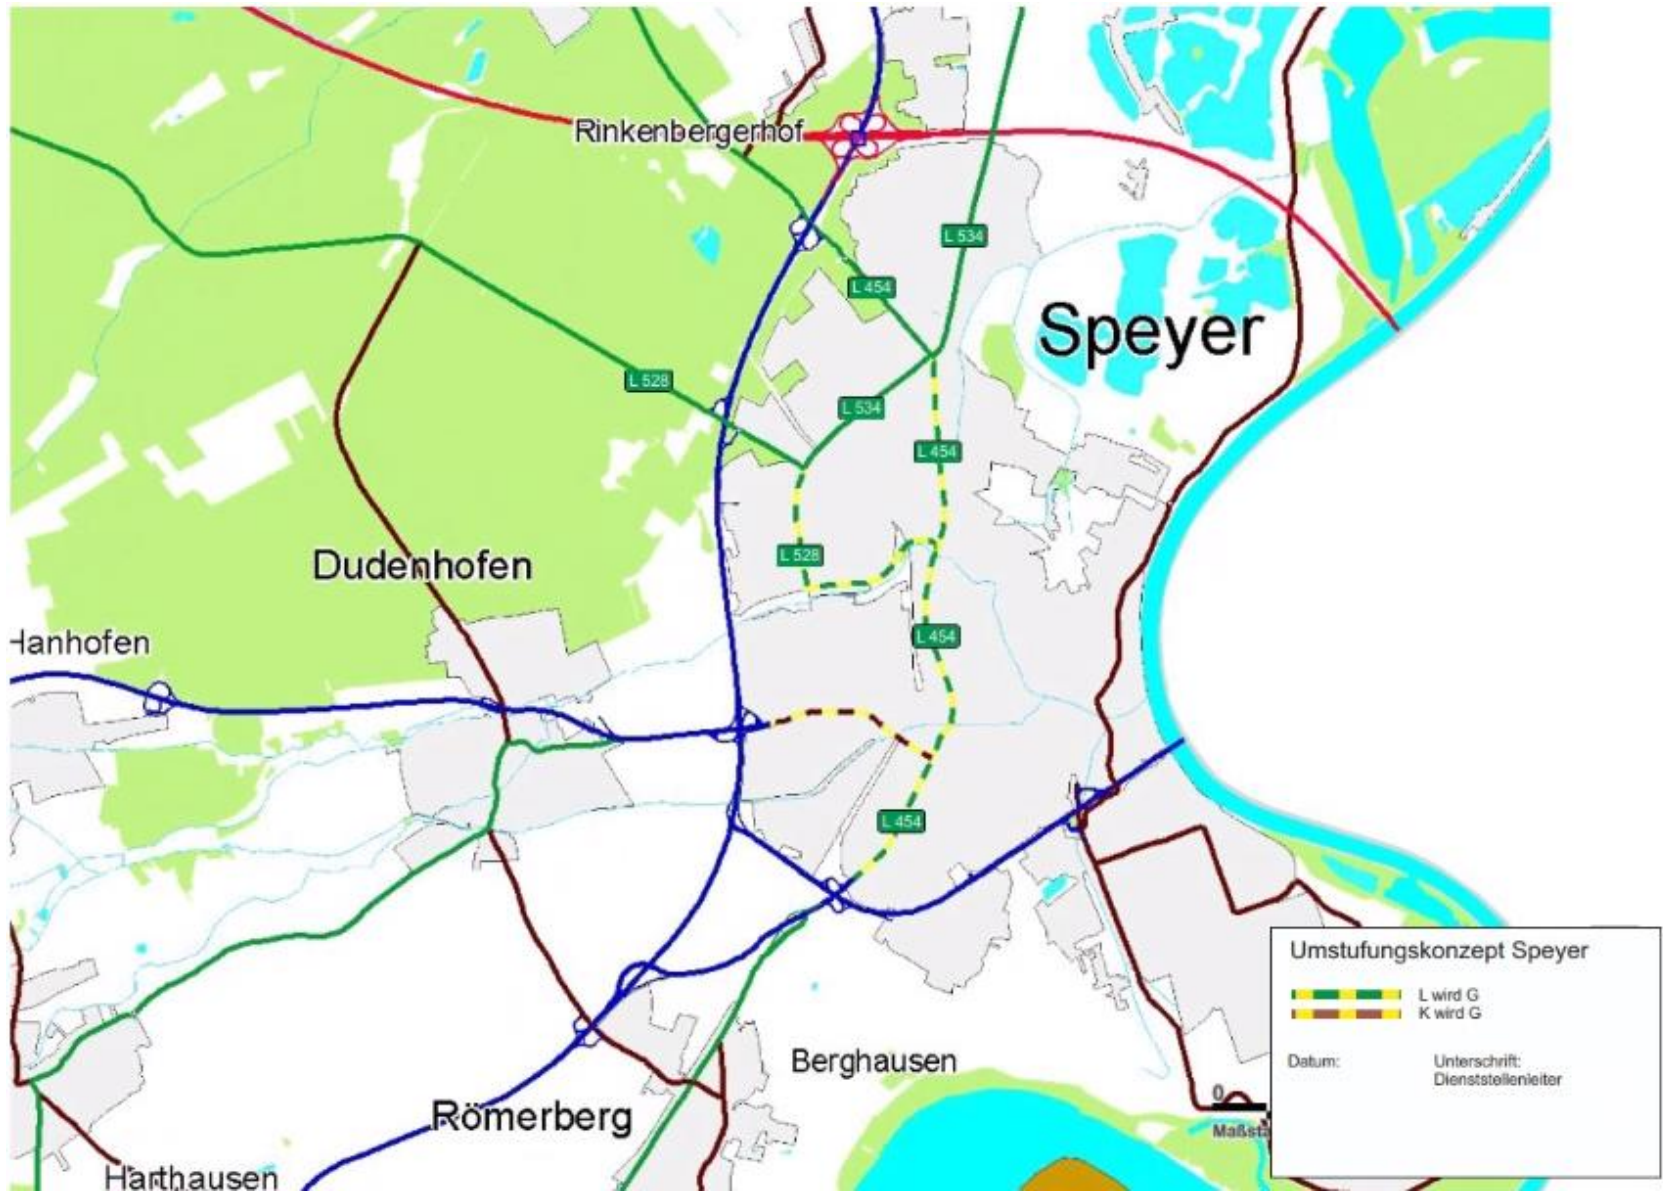 Rinkenbergerhof
L 534
L 454
Speyer
L 528
L 534
L 454
L 528
Dudenhofen
Hanhofen
L 454
L 454
Umstufungskonzept Speyer
L wird G
K wird G
Datum:
Unterschrift:
Dienststellenleiter
Berghausen
0
Römerberg
Maßsta
Harthausen